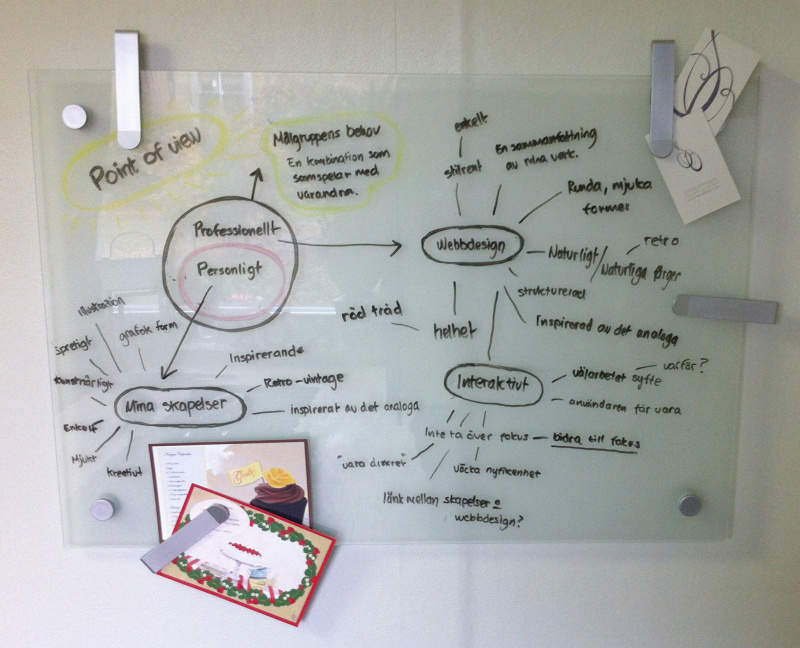 Point of view
Målgruppens behov
En kombination som
samspelar med
varandra.
Professionellt
Personligt
enkelt
stilrent
En sammanfattning
av mina verk.
Runda, mjuka
former
Webbdesign
Naturligt/
Naturliga färger
retro
strukturerad
Inspirerad av det analoga
helhet
röd tråd
Interaktivt
välarbetat syfte
varför?
användaren får vara
Inte ta över fokus – bidra till fokus
"vara diskret"
väcka nyfikenhet
länk mellan skapelser o
webbdesign?
Mina skapelser
illustration
grafisk form
spretigt
konstnärligt
Enkelt
Mjukt
kreativt
Inspirerande
Retro-vintage
inspirerat av det analoga